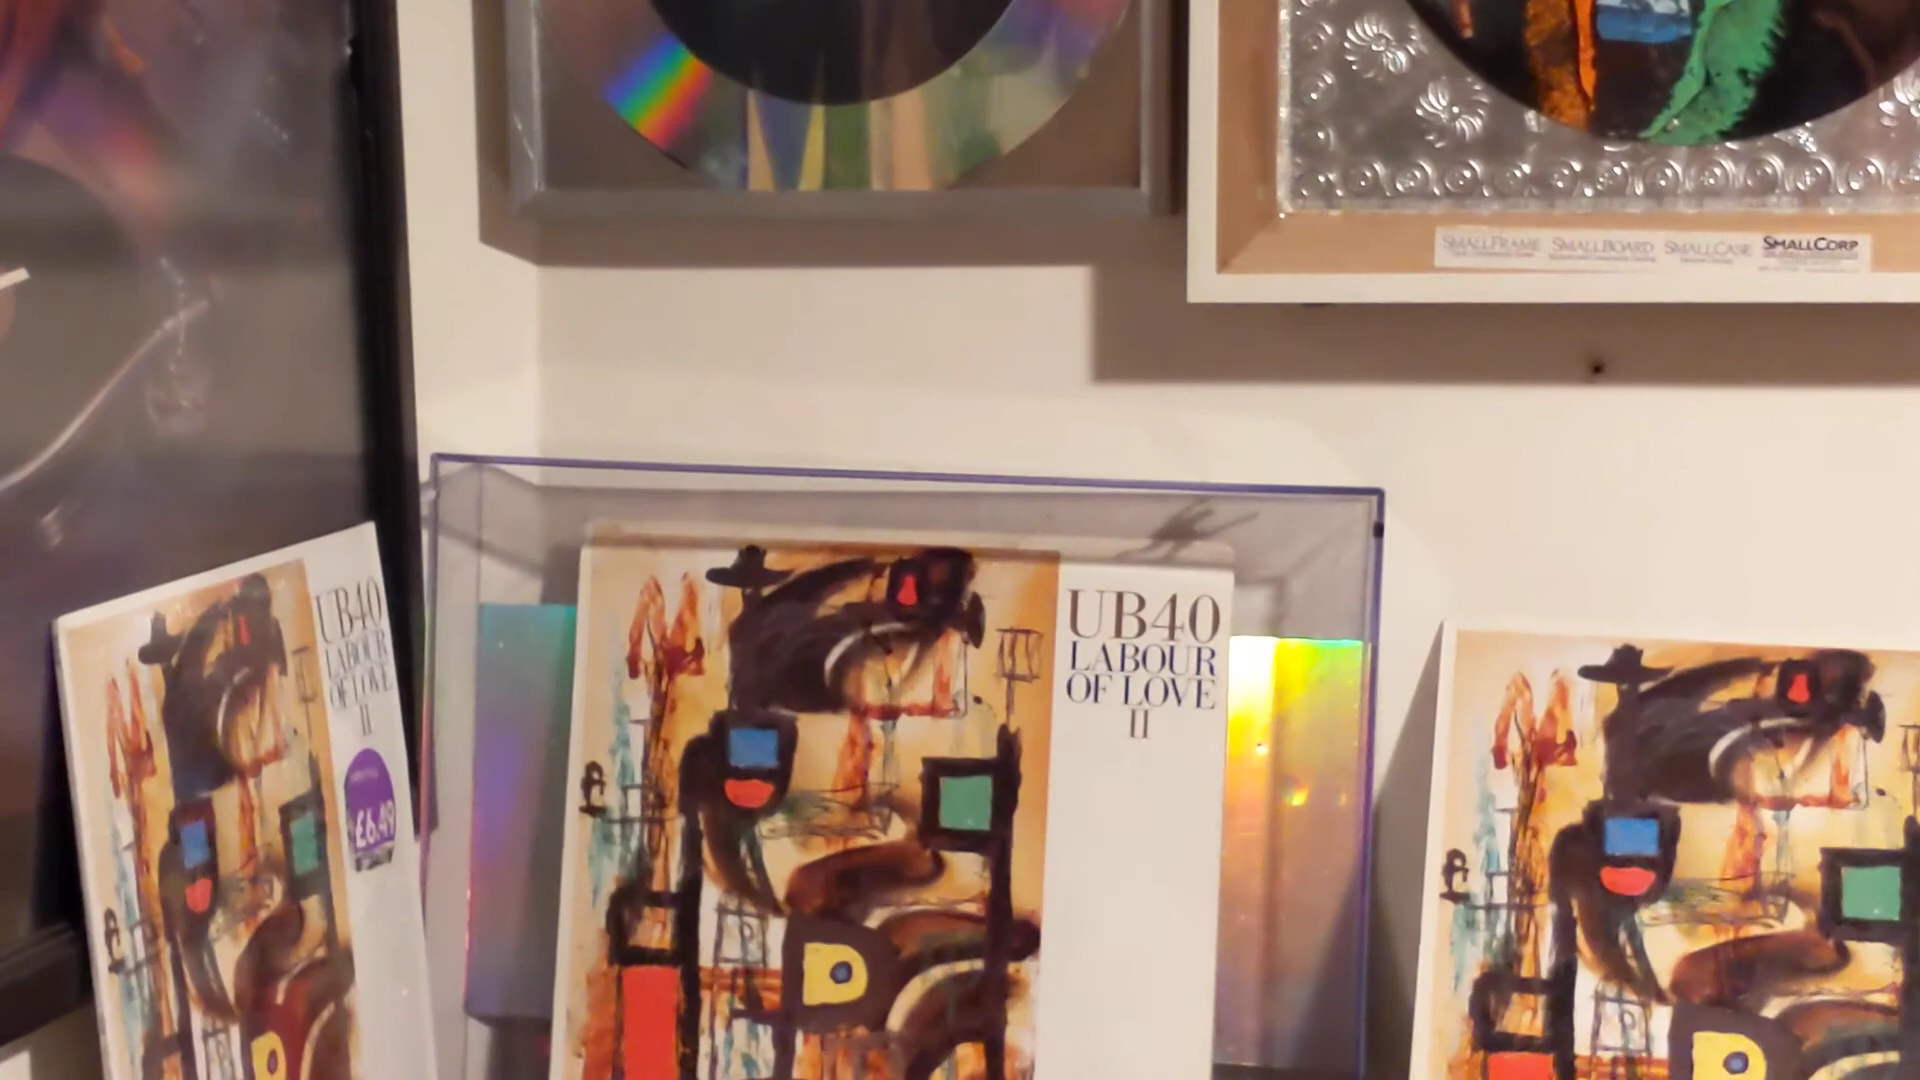 SMALLFRAME SMALLBOARD SMALLCASE SMALLCORP
UB40
LABOUR
OF LOVE
II
£6.49
UB40
LABOUR
OF LOVE
II
£
D
P
D
£
P
D